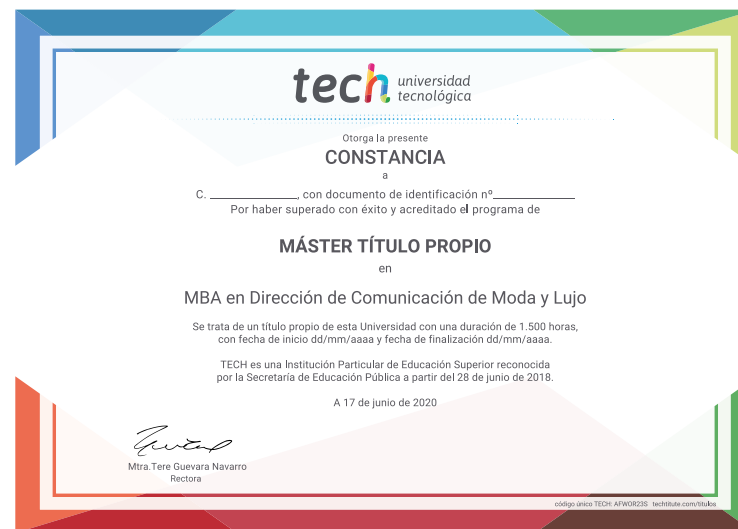 tech universidad
tecnológica
Otorga la presente
CONSTANCIA
a
C. ______________, con documento de identificación nº______________
Por haber superado con éxito y acreditado el programa de
MÁSTER TÍTULO PROPIO
en
MBA en Dirección de Comunicación de Moda y Lujo
Se trata de un título propio de esta Universidad con una duración de 1.500 horas,
con fecha de inicio dd/mm/aaaa y fecha de finalización dd/mm/aaaa.
TECH es una Institución Particular de Educación Superior reconocida
por la Secretaría de Educación Pública a partir del 28 de junio de 2018.
A 17 de junio de 2020
Mtra.Tere Guevara Navarro
Rectora
código único TECH: AFWOR23S techtitute.com/titulos